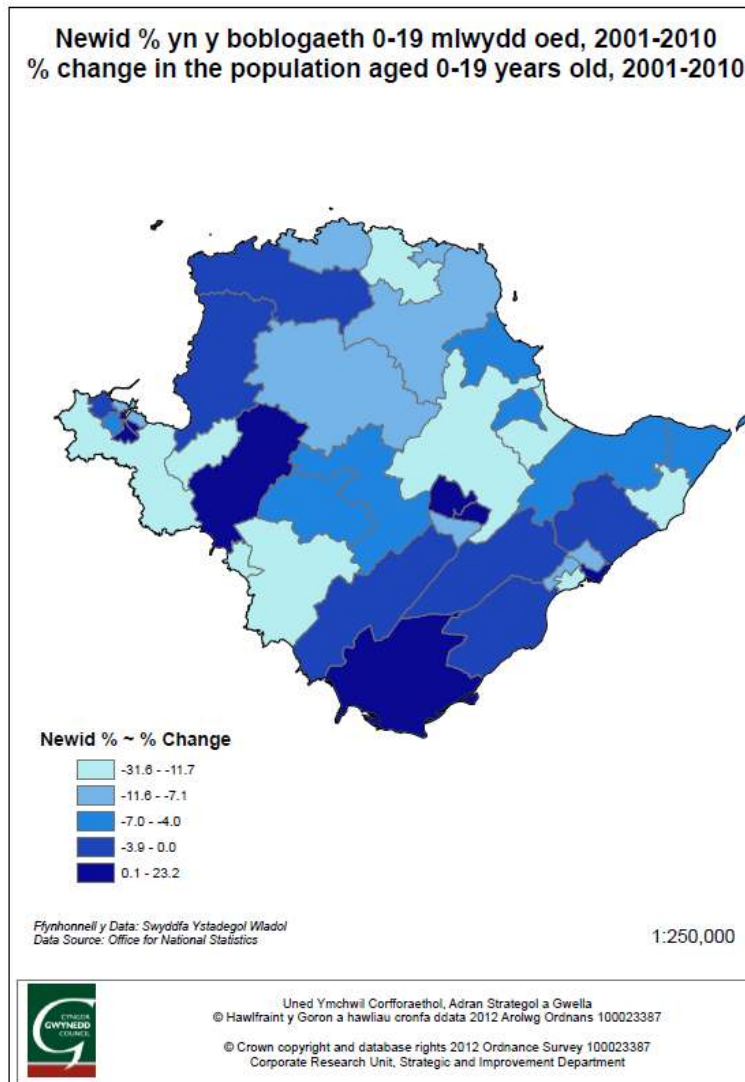 Newid % yn y boblogaeth 0-19 mlwydd oed, 2001-2010
% change in the population aged 0-19 years old, 2001-2010
Newid % ~ % Change
-31.6 - -11.7
-11.6 - -7.1
-7.0 - -4.0
-3.9 - 0.0
0.1 - 23.2
Ffynhonnell y Data: Swyddfa Ystadegol Wladol
Data Source: Office for National Statistics
1:250,000
CYNGOR
GWYNEDD
COUNCIL
Uned Ymchwil Corfforaethol, Adran Strategol a Gwella
© Hawlfraint y Goron a hawliau cronfa ddata 2012 Arolwg Ordnans 100023387
© Crown copyright and database rights 2012 Ordnance Survey 100023387
Corporate Research Unit, Strategic and Improvement Department